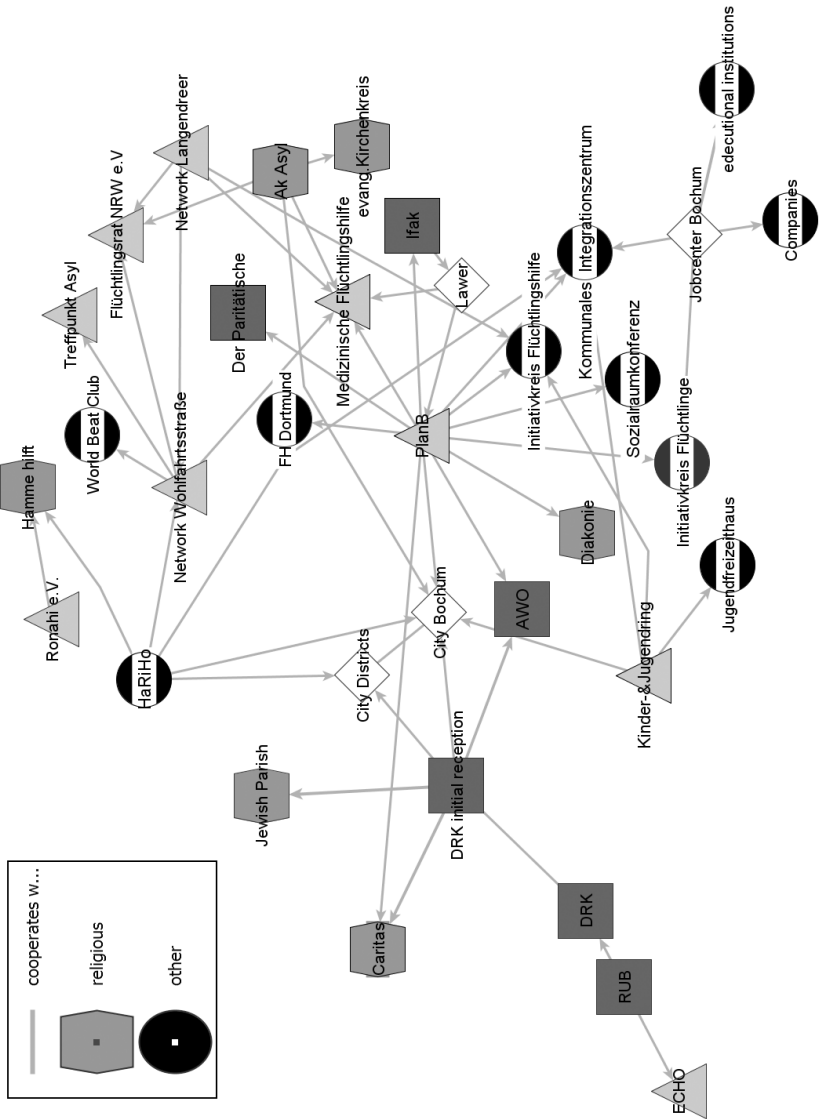 cooperates w...
religious
other
edecutional institutions
Network Langendreer
evang.Kirchenkreis
Ak Asyl
Flüchtlingsrat NRW e.V
Integrationszentrum
Kommunales
Companies
Jobcenter Bochum
Ifak
Medizinische Flüchtlingshilfe
Treffpunkt Asyl
Der Paritätische
Lawer
Initiativkreis Flüchtlingshilfe
Sozialraumkonferenz
World Beat Club
FH Dortmund
PlanB
Initiativkreis Flüchtlinge
Hamme hilft
Network Wohlfahrtsstraße
Diakonie
Jugendfreizeithaus
Ronahi e.V.
City Bochum
AWO
HaRiHo
City Districts
Kinder-&Jugendring
Jewish Parish
DRK initial reception
DRK
Caritas
RUB
ECHO